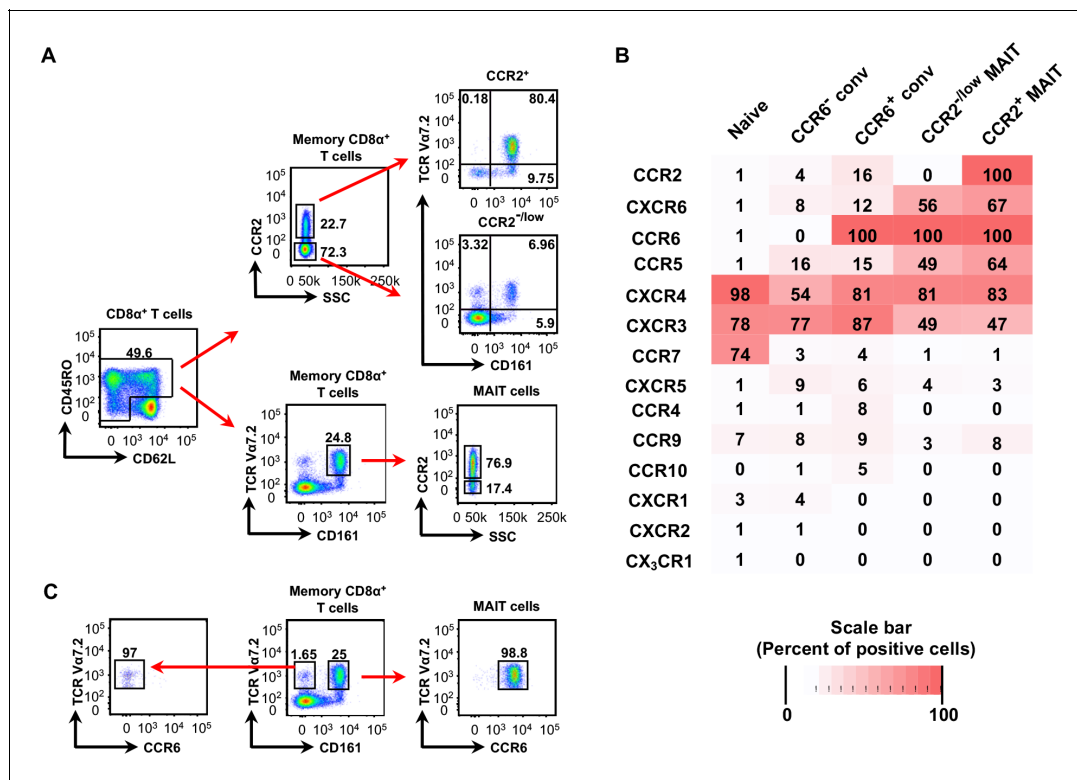 A
CCR2⁺
0.18 80.4
10⁵
10⁴
10³
10²
0
TCR Vα7.2
9.75
0 10³ 10⁴ 10⁵
Memory CD8α⁺
T cells
10⁵
10⁴
10³
10²
0
CCR2
22.7
72.3
0 50k 150k 250k
SSC
CCR2⁻/ˡᵒʷ
3.32 6.96
10⁵
10⁴
10³
10²
0
TCR Vα7.2
5.9
0 10³ 10⁴ 10⁵
CD161
CD8α⁺ T cells
49.6
10⁵
10⁴
10³
10²
0
CD45RO
0 10³ 10⁴ 10⁵
CD62L
Memory CD8α⁺
T cells
24.8
10⁵
10⁴
10³
10²
0
TCR Vα7.2
0 10³ 10⁴ 10⁵
CD161
MAIT cells
10⁵
10⁴
10³
10²
0
CCR2
76.9
17.4
0 50k 150k 250k
SSC
B
Naive CCR6⁻ conv CCR6⁺ conv CCR2⁻/ˡᵒʷ MAIT CCR2⁺ MAIT
CCR2 1 4 16 0 100
CXCR6 1 8 12 56 67
CCR6 1 0 100 100 100
CCR5 1 16 15 49 64
CXCR4 98 54 81 81 83
CXCR3 78 77 87 49 47
CCR7 74 3 4 1 1
CXCR5 1 9 6 4 3
CCR4 1 1 8 0 0
CCR9 7 8 9 3 8
CCR10 0 1 5 0 0
CXCR1 3 4 0 0 0
CXCR2 1 1 0 0 0
CX₃CR1 1 0 0 0 0
Scale bar
(Percent of positive cells)
0 100
C
97
10⁵
10⁴
10³
10²
0
TCR Vα7.2
0 10³ 10⁴ 10⁵
CCR6
Memory CD8α⁺
T cells
1.65 25
10⁵
10⁴
10³
10²
0
TCR Vα7.2
0 10³ 10⁴ 10⁵
CD161
MAIT cells
98.8
10⁵
10⁴
10³
10²
0
TCR Vα7.2
0 10³ 10⁴ 10⁵
CCR6